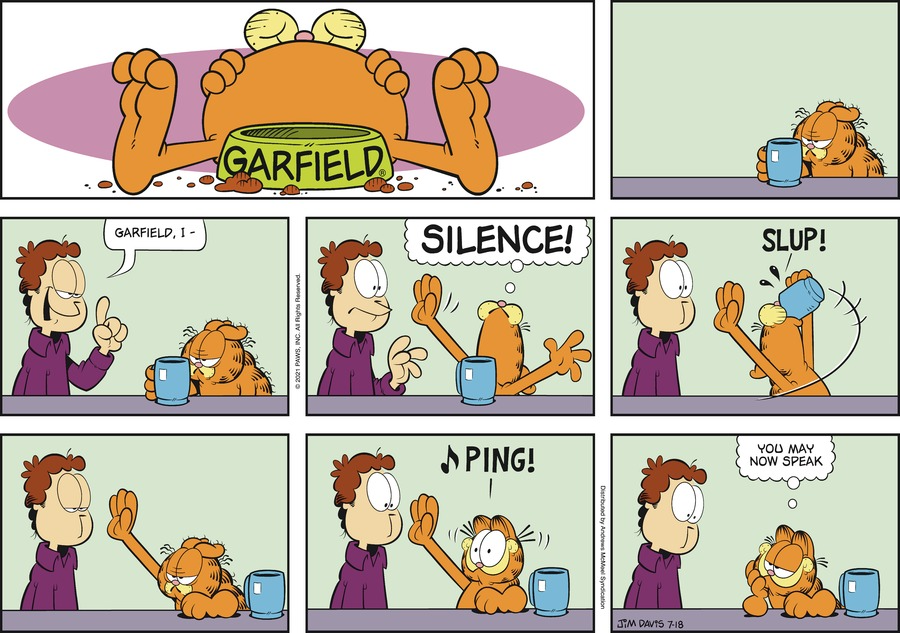 GARFIELD®
GARFIELD, I -
© 2021 PAWS, INC. All Rights Reserved.
SILENCE!
SLUP!
♪ PING!
Distributed by Andrews McMeel Syndication
YOU MAY
NOW SPEAK
JIM DAVIS 7-18